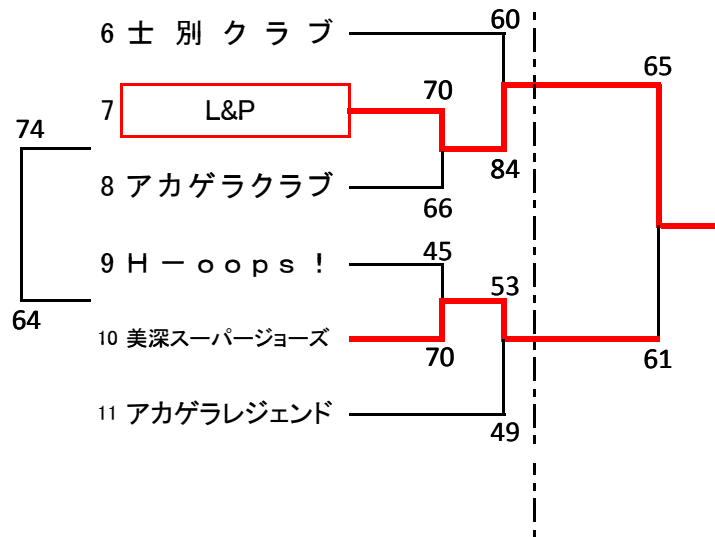 60
6 士別クラブ
65
7 L&P
70
74
84
8 アカゲラクラブ
66
45
9 Ｈ－ｏｏｐｓ！
53
64
10 美深スーパージョーズ
70
61
11 アカゲラレジェンド
49